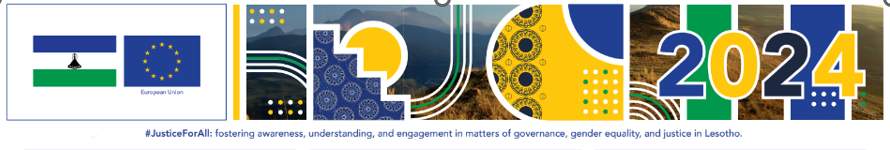 European Union
2024
#JusticeForAll: fostering awareness, understanding, and engagement in matters of governance, gender equality, and justice in Lesotho.